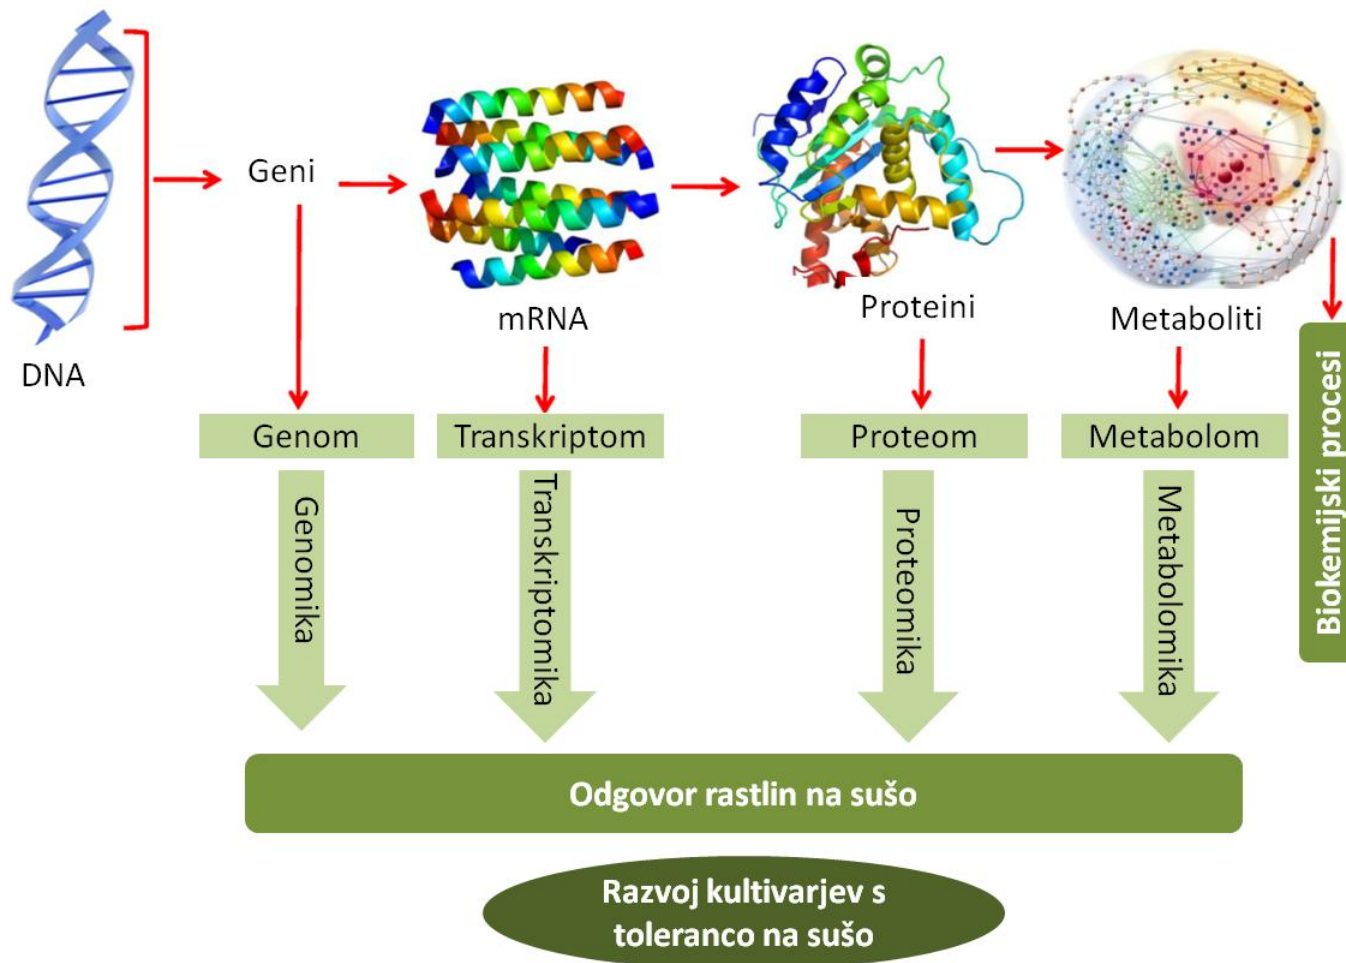 Geni
mRNA
Proteini
Metaboliti
DNA
Genom
Transkriptom
Proteom
Metabolom
Biokemijski procesi
Genomika
Transkriptomika
Proteomika
Metabolomika
Odgovor rastlin na sušo
Razvoj kultivarjev s
toleranco na sušo